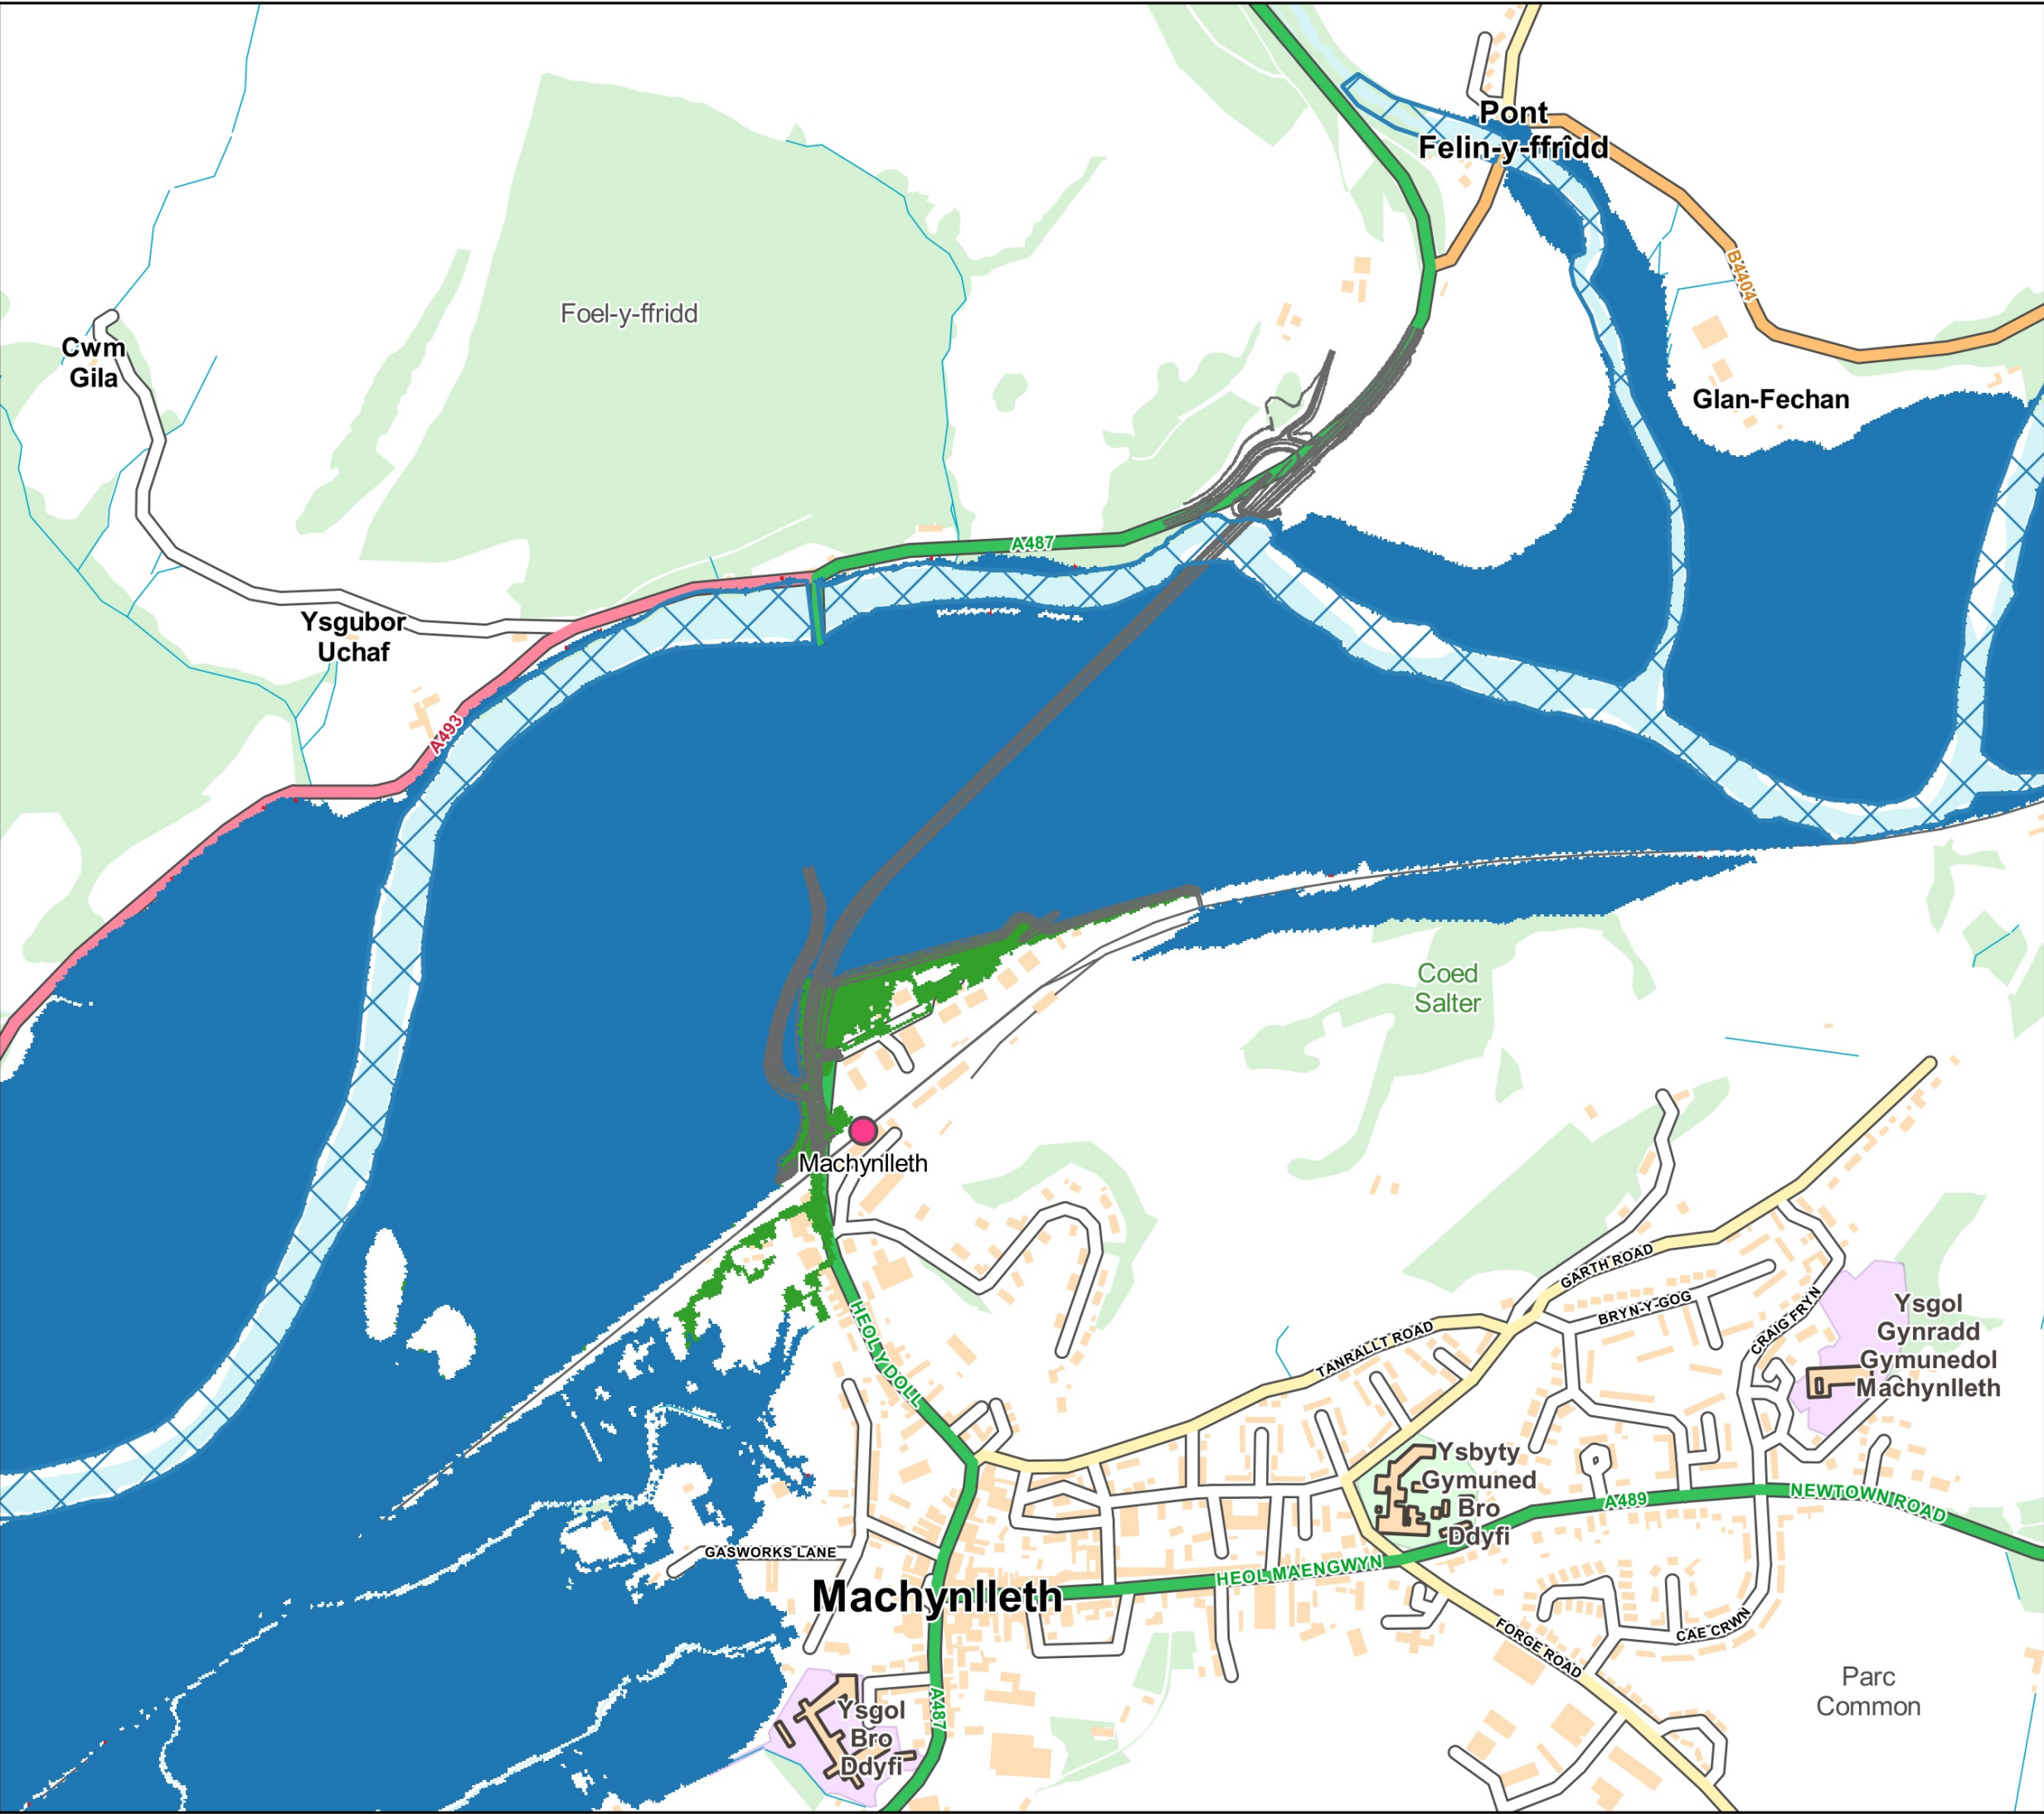 Pont
Felin-y-ffridd
B4404
Foel-y-ffridd
Cwm
Gila
Glan-Fechan
A487
Ysgubor
Uchaf
A493
Coed
Salter
Machynlleth
HEOL Y DOLL
GARTH ROAD
BRYN-Y-GOG
CRAIG FRYN
TANRALLT ROAD
Ysgol
Gynradd
Gymunedol
Machynlleth
Ysbyty
Gymuned
Bro
Ddyfi
A489
NEWTOWN ROAD
GASWORKS LANE
HEOL MAENGWYN
Machynlleth
FORGE ROAD
CAE CRWN
Parc
Common
A487
Ysgol
Bro
Ddyfi